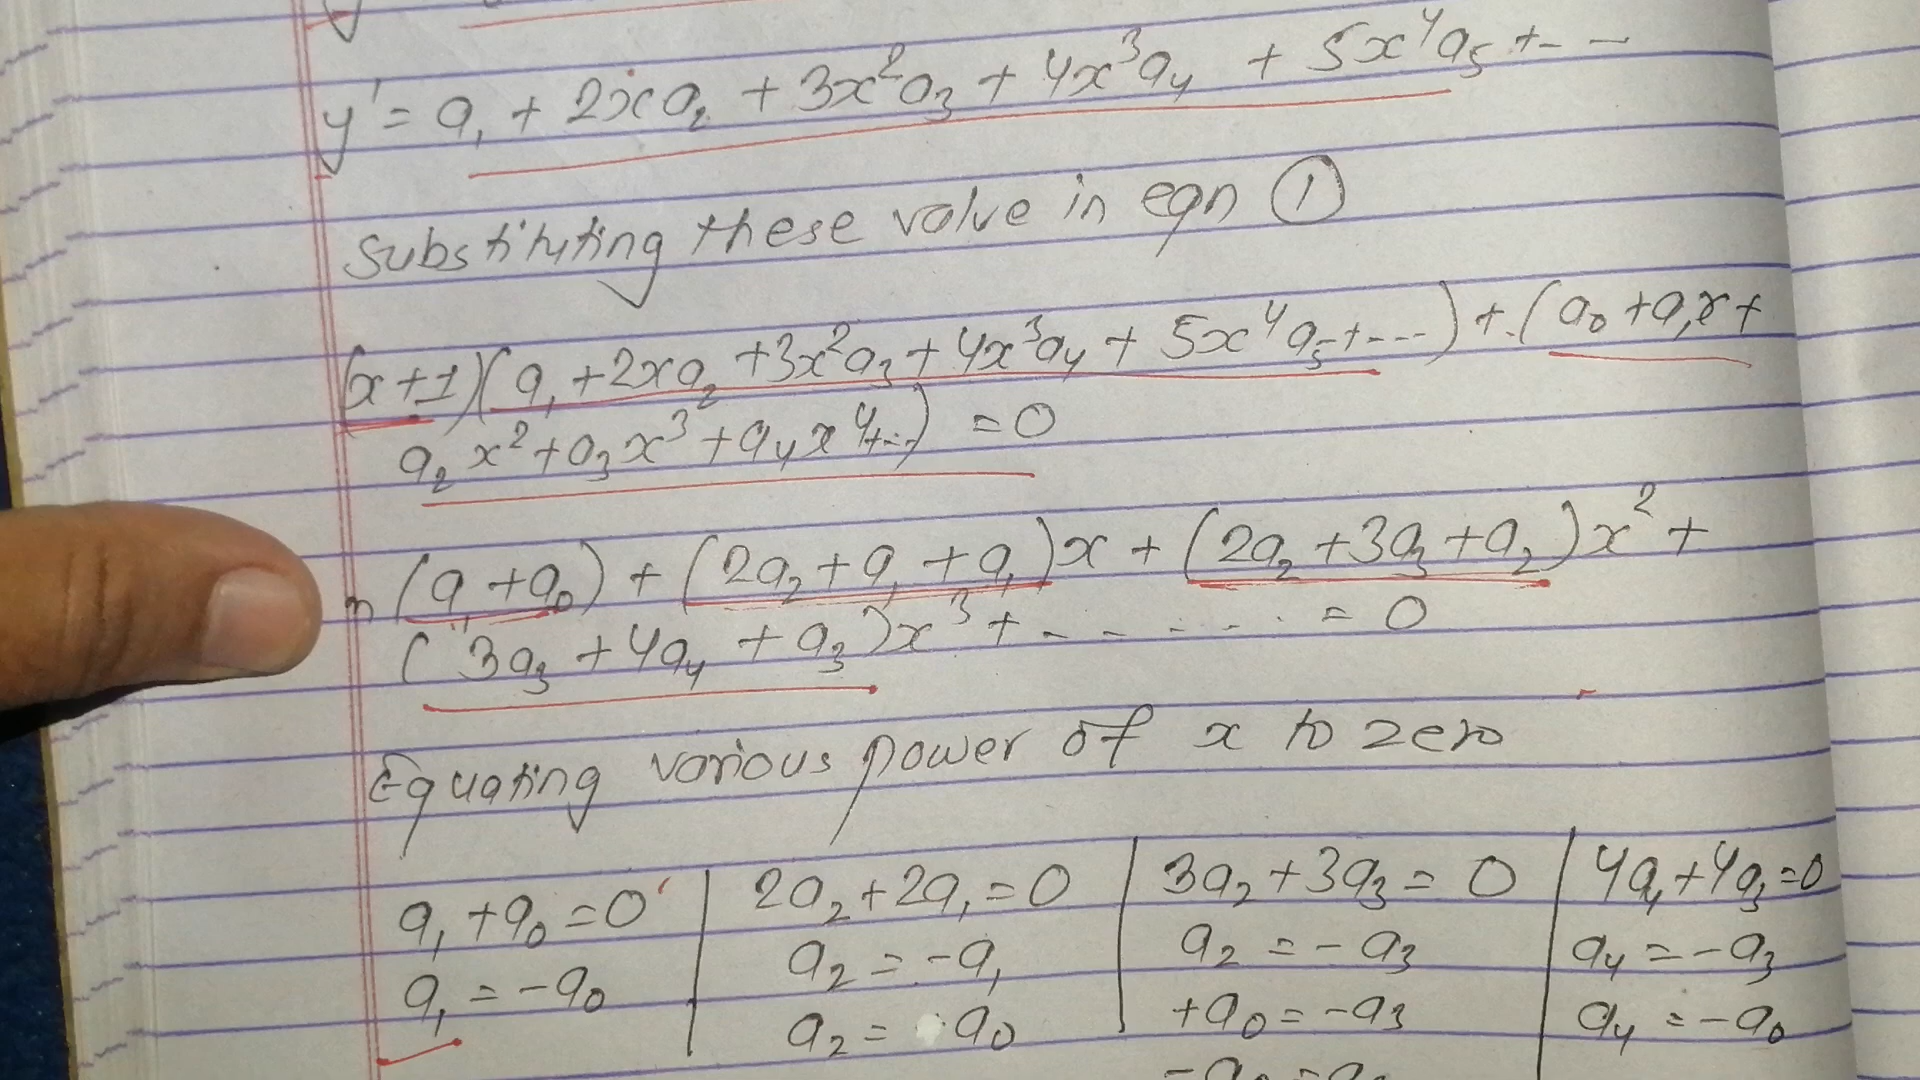 y' = a₁ + 2xa₂ + 3x²a₃ + 4x³a₄ + 5x⁴a₅ + - -
Substituting these value in eqn ①
(x+1)(a₁ + 2xa₂ + 3x²a₃ + 4x³a₄ + 5x⁴a₅ + ---) + (a₀ + a₁x +
a₂x² + a₃x³ + a₄x⁴ + --) = 0
(a₁ + a₀) + (2a₂ + a₁ + a₁)x + (2a₂ + 3a₃ + a₂)x² +
(3a₃ + 4a₄ + a₃)x³ + - - - - - - = 0
Equating various power of x to zero
a₁ + a₀ = 0
a₁ = -a₀
2a₂ + 2a₁ = 0
a₂ = -a₁
a₂ = a₀
3a₂ + 3a₃ = 0
a₂ = -a₃
+a₀ = -a₃
4a₄ + 4a₃ = 0
a₄ = -a₃
a₄ = -a₀